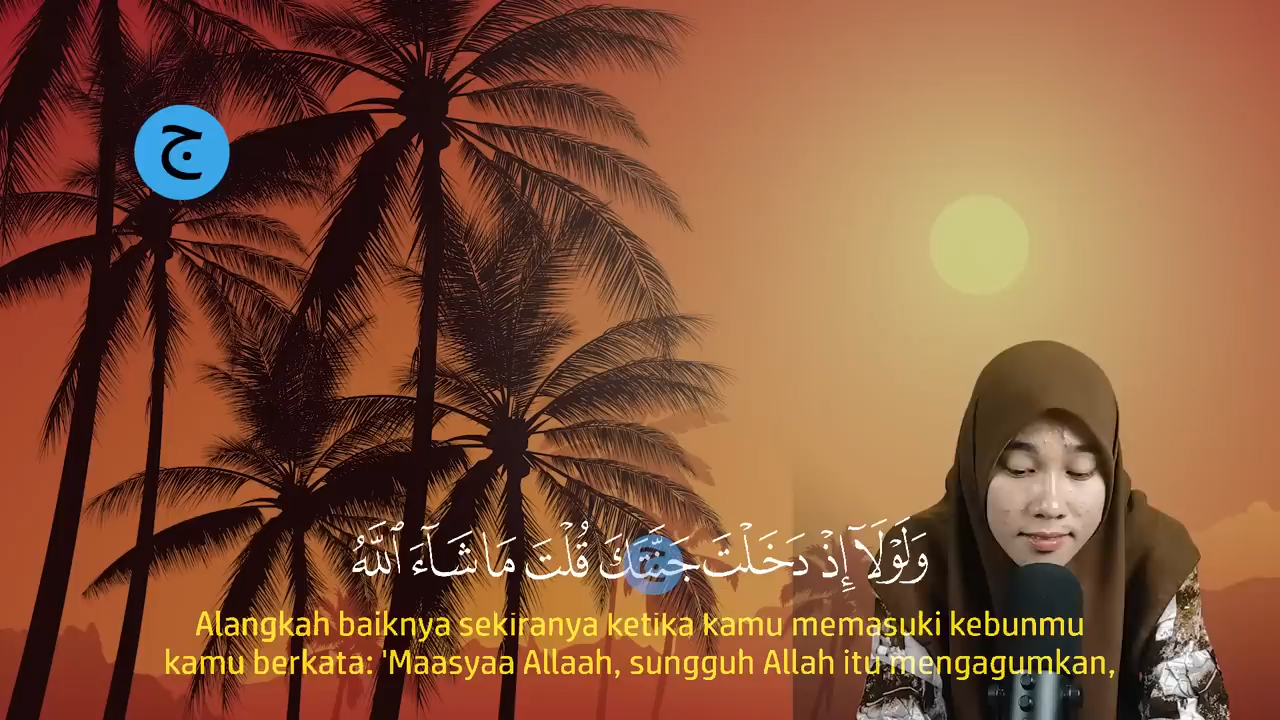 ج
وَلَوْلَآ إِذْ دَخَلْتَ جَنَّتَكَ قُلْتَ مَا شَآءَ ٱللَّهُ
Alangkah baiknya sekiranya ketika kamu memasuki kebunmu
kamu berkata: 'Maasyaa Allaah, sungguh Allah itu mengagumkan,